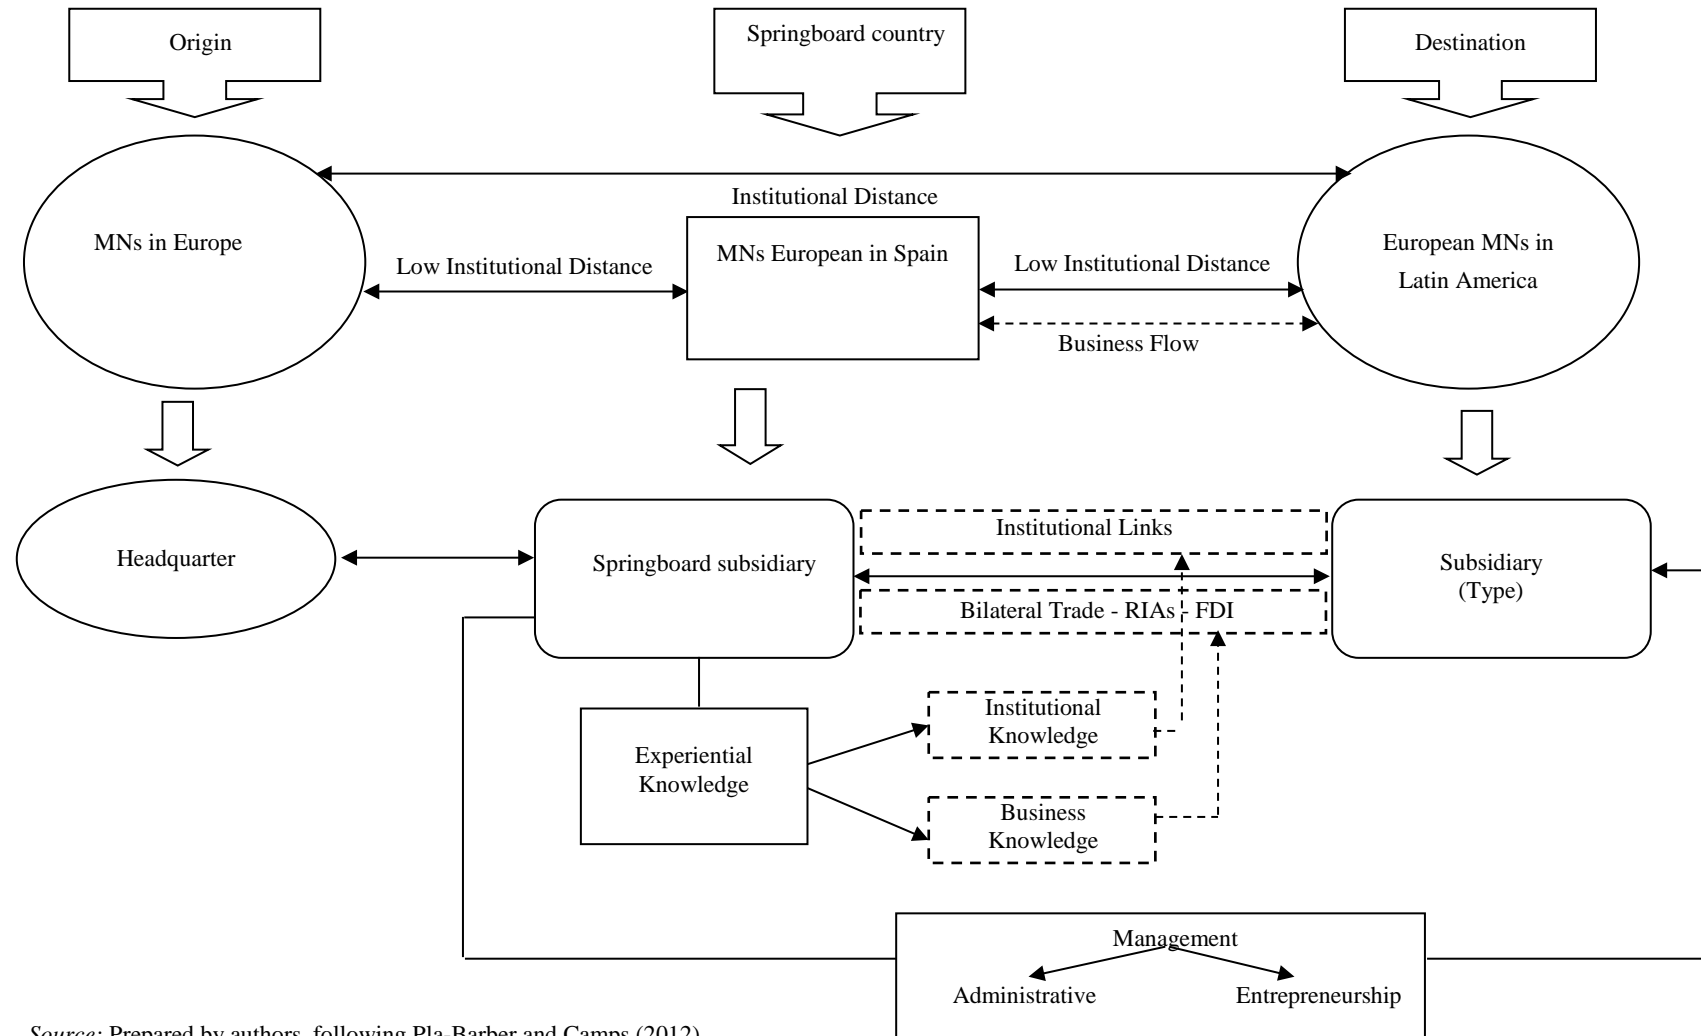 Origin
Springboard country
Destination
Institutional Distance
MNs in Europe
Low Institutional Distance
MNs European in Spain
Low Institutional Distance
European MNs in
Latin America
Business Flow
Headquarter
Springboard subsidiary
Institutional Links
Bilateral Trade - RIAs - FDI
Subsidiary
(Type)
Experiential
Knowledge
Institutional
Knowledge
Business
Knowledge
Management
Administrative
Entrepreneurship
Source: Prepared by authors, following Pla-Barber and Camps (2012)